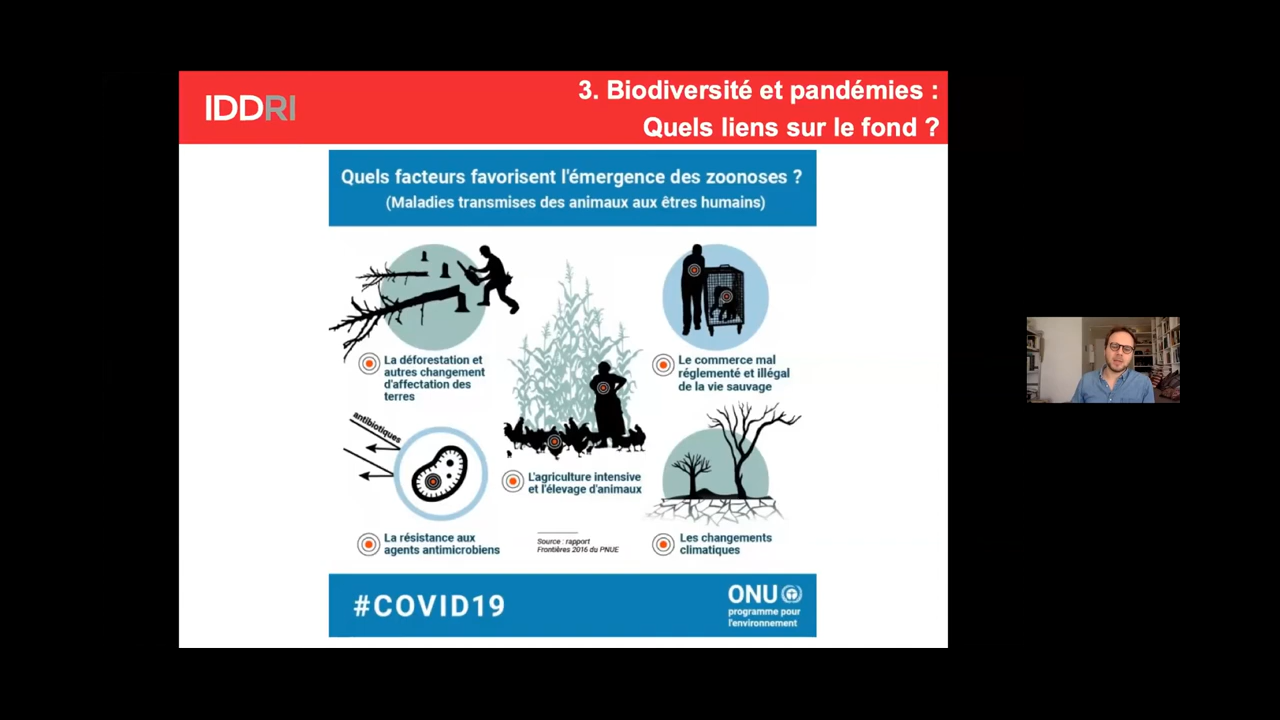 IDDRI
3. Biodiversité et pandémies :
Quels liens sur le fond ?
Quels facteurs favorisent l'émergence des zoonoses ?
(Maladies transmises des animaux aux êtres humains)
La déforestation et
autres changement
d'affectation des
terres
Le commerce mal
réglementé et illégal
de la vie sauvage
antibiotiques
L'agriculture intensive
et l'élevage d'animaux
La résistance aux
agents antimicrobiens
Source : rapport
Frontières 2016 du PNUE
Les changements
climatiques
#COVID19
ONU
programme pour
l'environnement